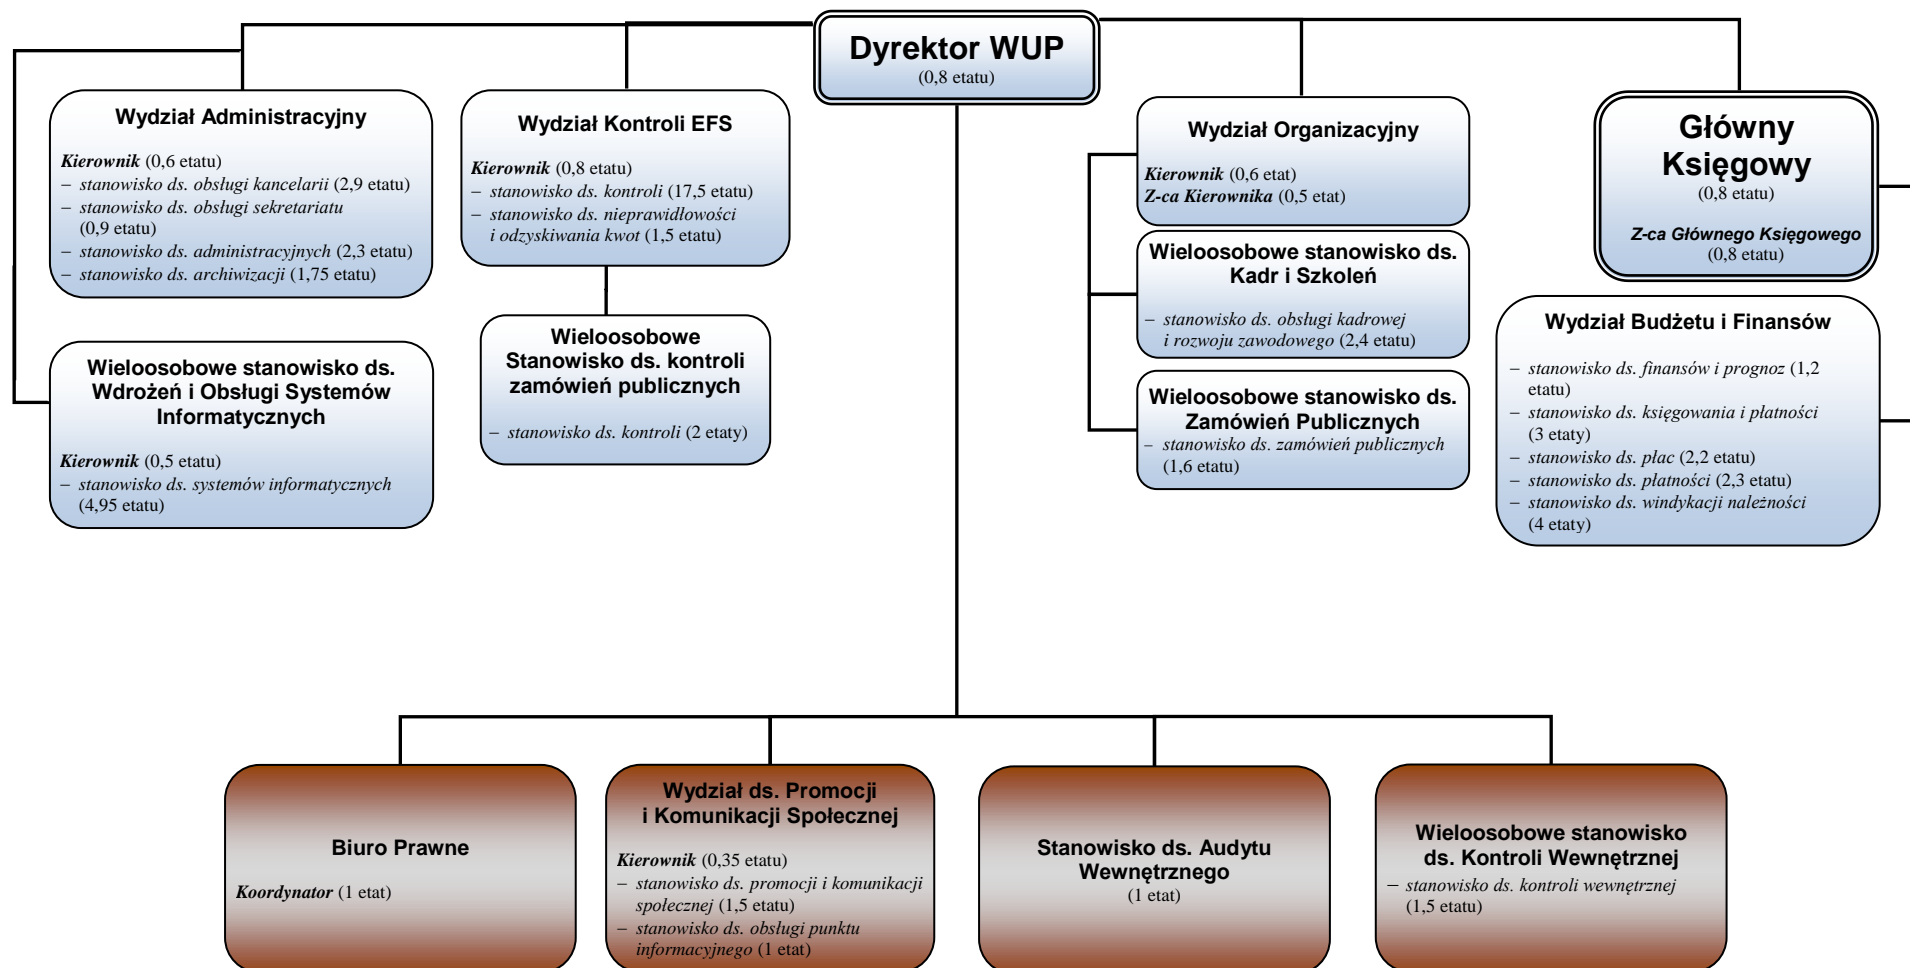 Dyrektor WUP
(0,8 etatu)
Wydział Administracyjny
Kierownik (0,6 etatu)
– stanowisko ds. obsługi kancelarii (2,9 etatu)
– stanowisko ds. obsługi sekretariatu
(0,9 etatu)
– stanowisko ds. administracyjnych (2,3 etatu)
– stanowisko ds. archiwizacji (1,75 etatu)
Wieloosobowe stanowisko ds.
Wdrożeń i Obsługi Systemów
Informatycznych
Kierownik (0,5 etatu)
– stanowisko ds. systemów informatycznych
(4,95 etatu)
Wydział Kontroli EFS
Kierownik (0,8 etatu)
– stanowisko ds. kontroli (17,5 etatu)
– stanowisko ds. nieprawidłowości
i odzyskiwania kwot (1,5 etatu)
Wieloosobowe
Stanowisko ds. kontroli
zamówień publicznych
– stanowisko ds. kontroli (2 etaty)
Wydział Organizacyjny
Kierownik (0,6 etat)
Z-ca Kierownika (0,5 etat)
Wieloosobowe stanowisko ds.
Kadr i Szkoleń
– stanowisko ds. obsługi kadrowej
i rozwoju zawodowego (2,4 etatu)
Wieloosobowe stanowisko ds.
Zamówień Publicznych
– stanowisko ds. zamówień publicznych
(1,6 etatu)
Główny
Księgowy
(0,8 etatu)
Z-ca Głównego Księgowego
(0,8 etatu)
Wydział Budżetu i Finansów
– stanowisko ds. finansów i prognoz (1,2
etatu)
– stanowisko ds. księgowania i płatności
(3 etaty)
– stanowisko ds. płac (2,2 etatu)
– stanowisko ds. płatności (2,3 etatu)
– stanowisko ds. windykacji należności
(4 etaty)
Biuro Prawne
Koordynator (1 etat)
Wydział ds. Promocji
i Komunikacji Społecznej
Kierownik (0,35 etatu)
– stanowisko ds. promocji i komunikacji
społecznej (1,5 etatu)
– stanowisko ds. obsługi punktu
informacyjnego (1 etat)
Stanowisko ds. Audytu
Wewnętrznego
(1 etat)
Wieloosobowe stanowisko
ds. Kontroli Wewnętrznej
– stanowisko ds. kontroli wewnętrznej
(1,5 etatu)